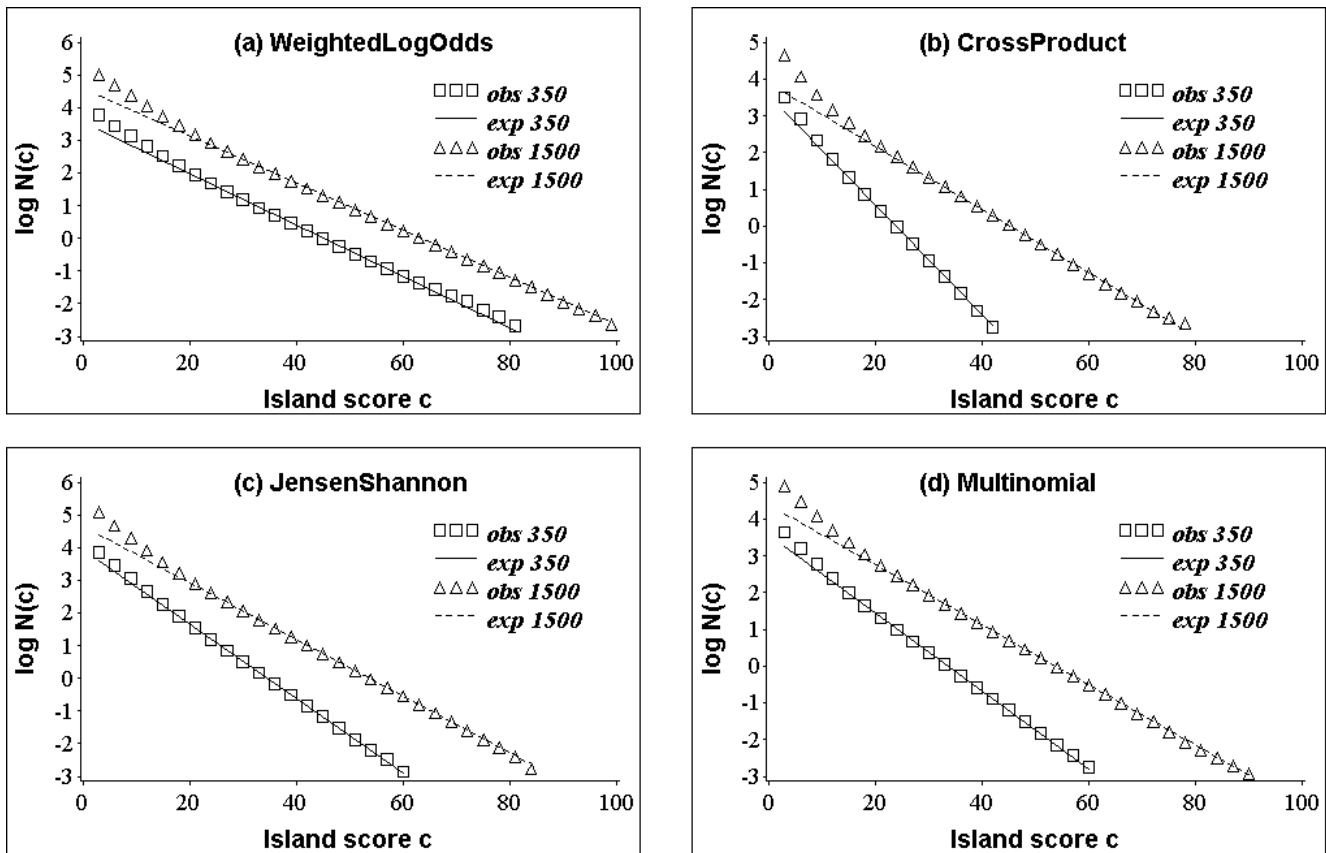 (a) WeightedLogOdds
6
5
4
3
2
1
0
-1
-2
-3
log N(c)
obs 350
exp 350
obs 1500
exp 1500
0 20 40 60 80 100
Island score c
(b) CrossProduct
5
4
3
2
1
0
-1
-2
-3
log N(c)
obs 350
exp 350
obs 1500
exp 1500
0 20 40 60 80 100
Island score c
(c) JensenShannon
6
5
4
3
2
1
0
-1
-2
-3
log N(c)
obs 350
exp 350
obs 1500
exp 1500
0 20 40 60 80 100
Island score c
(d) Multinomial
5
4
3
2
1
0
-1
-2
-3
log N(c)
obs 350
exp 350
obs 1500
exp 1500
0 20 40 60 80 100
Island score c